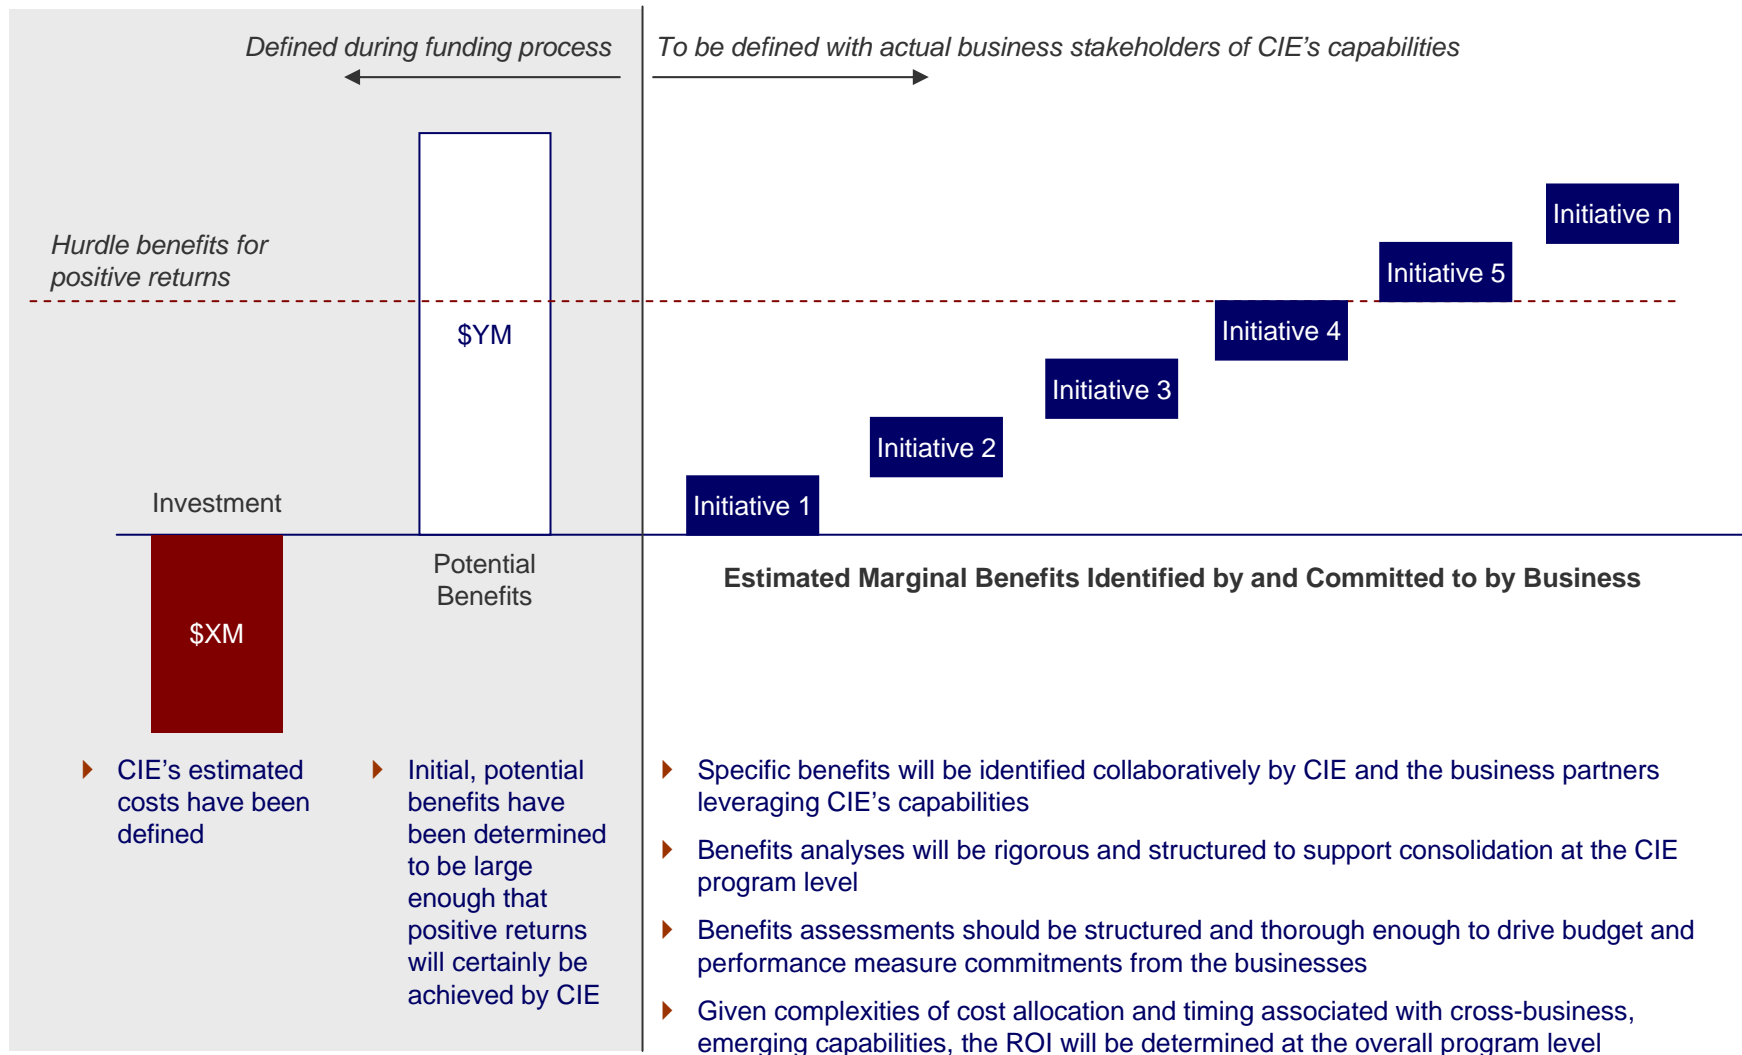 Defined during funding process
To be defined with actual business stakeholders of CIE’s capabilities
Hurdle benefits for
positive returns
$YM
Initiative n
Initiative 5
Initiative 4
Initiative 3
Initiative 2
Initiative 1
Investment
$XM
Potential
Benefits
Estimated Marginal Benefits Identified by and Committed to by Business
CIE’s estimated
costs have been
defined
Initial, potential
benefits have
been determined
to be large
enough that
positive returns
will certainly be
achieved by CIE
Specific benefits will be identified collaboratively by CIE and the business partners
leveraging CIE’s capabilities
Benefits analyses will be rigorous and structured to support consolidation at the CIE
program level
Benefits assessments should be structured and thorough enough to drive budget and
performance measure commitments from the businesses
Given complexities of cost allocation and timing associated with cross-business,
emerging capabilities, the ROI will be determined at the overall program level